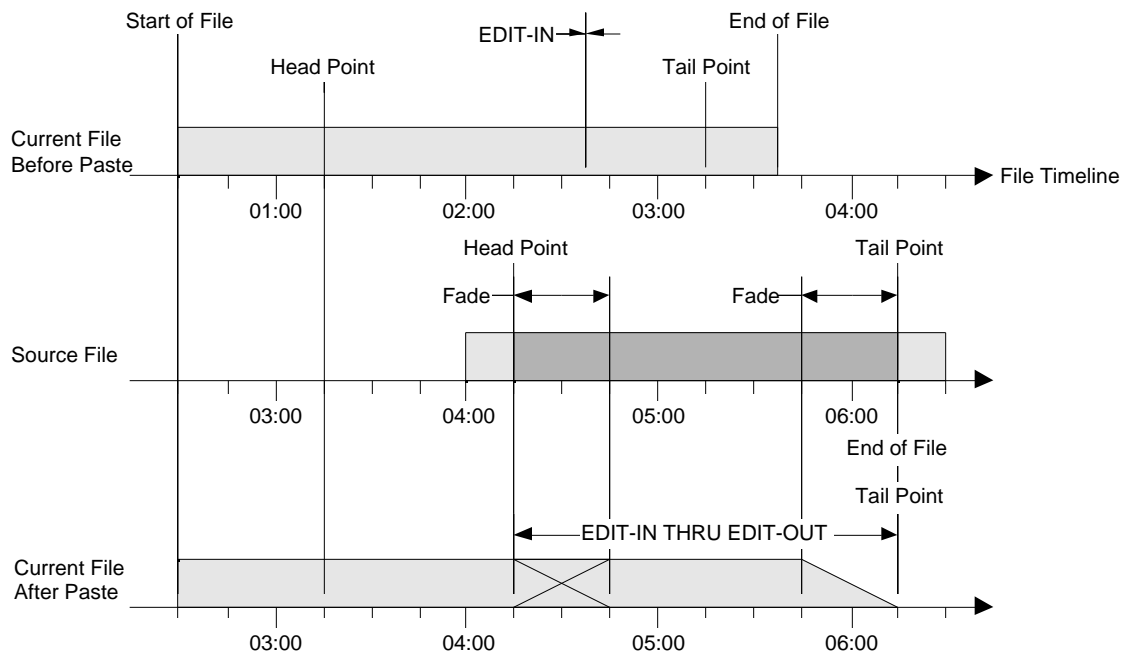 Start of File
EDIT-IN
End of File
Head Point
Tail Point
Current File
Before Paste
File Timeline
01:00
02:00
03:00
04:00
Head Point
Tail Point
Fade
Fade
Source File
03:00
04:00
05:00
06:00
End of File
Tail Point
EDIT-IN THRU EDIT-OUT
Current File
After Paste
03:00
04:00
05:00
06:00